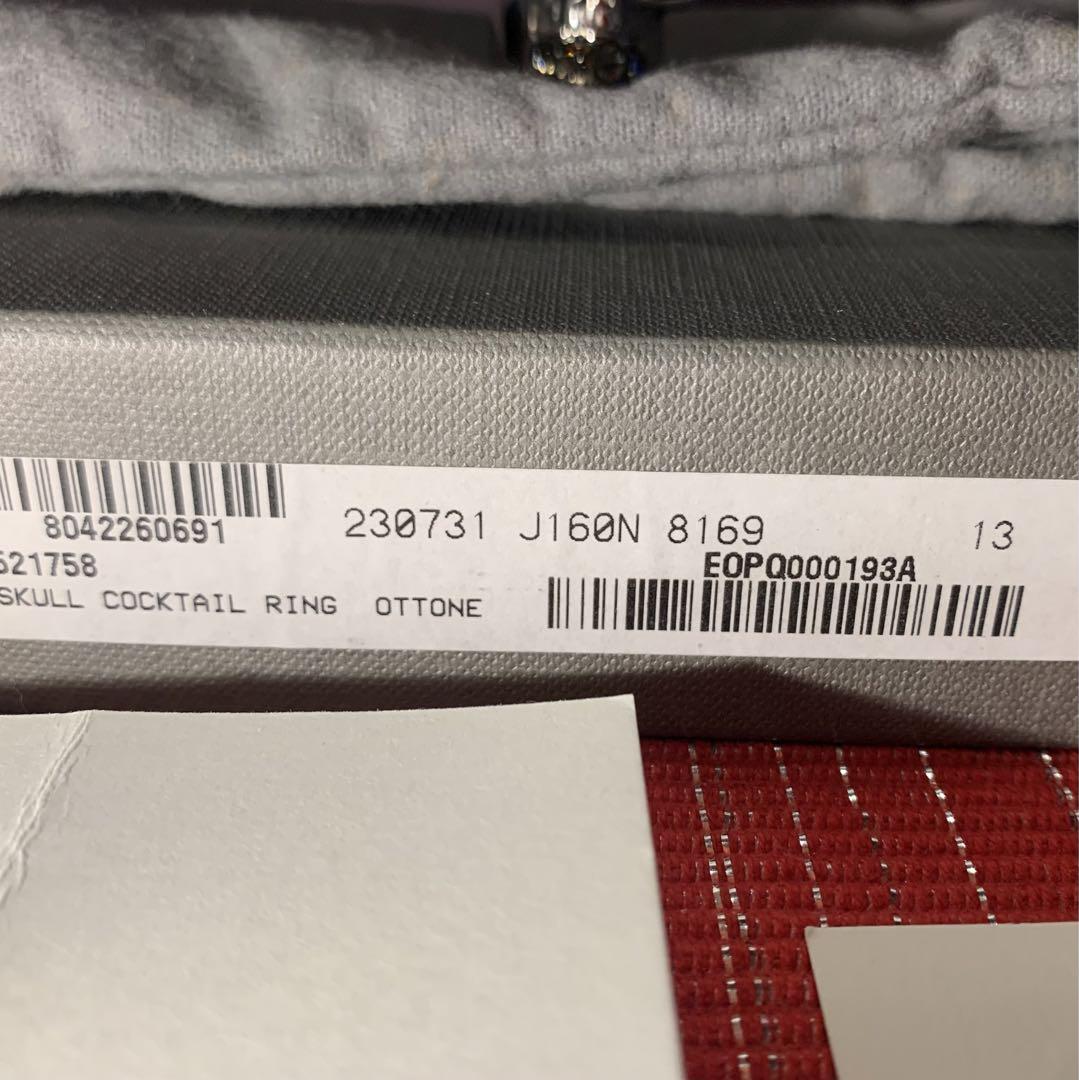 8042260691
230731 J160N 8169 13
EOPQ000193A
521758
SKULL COCKTAIL RING OTTONE